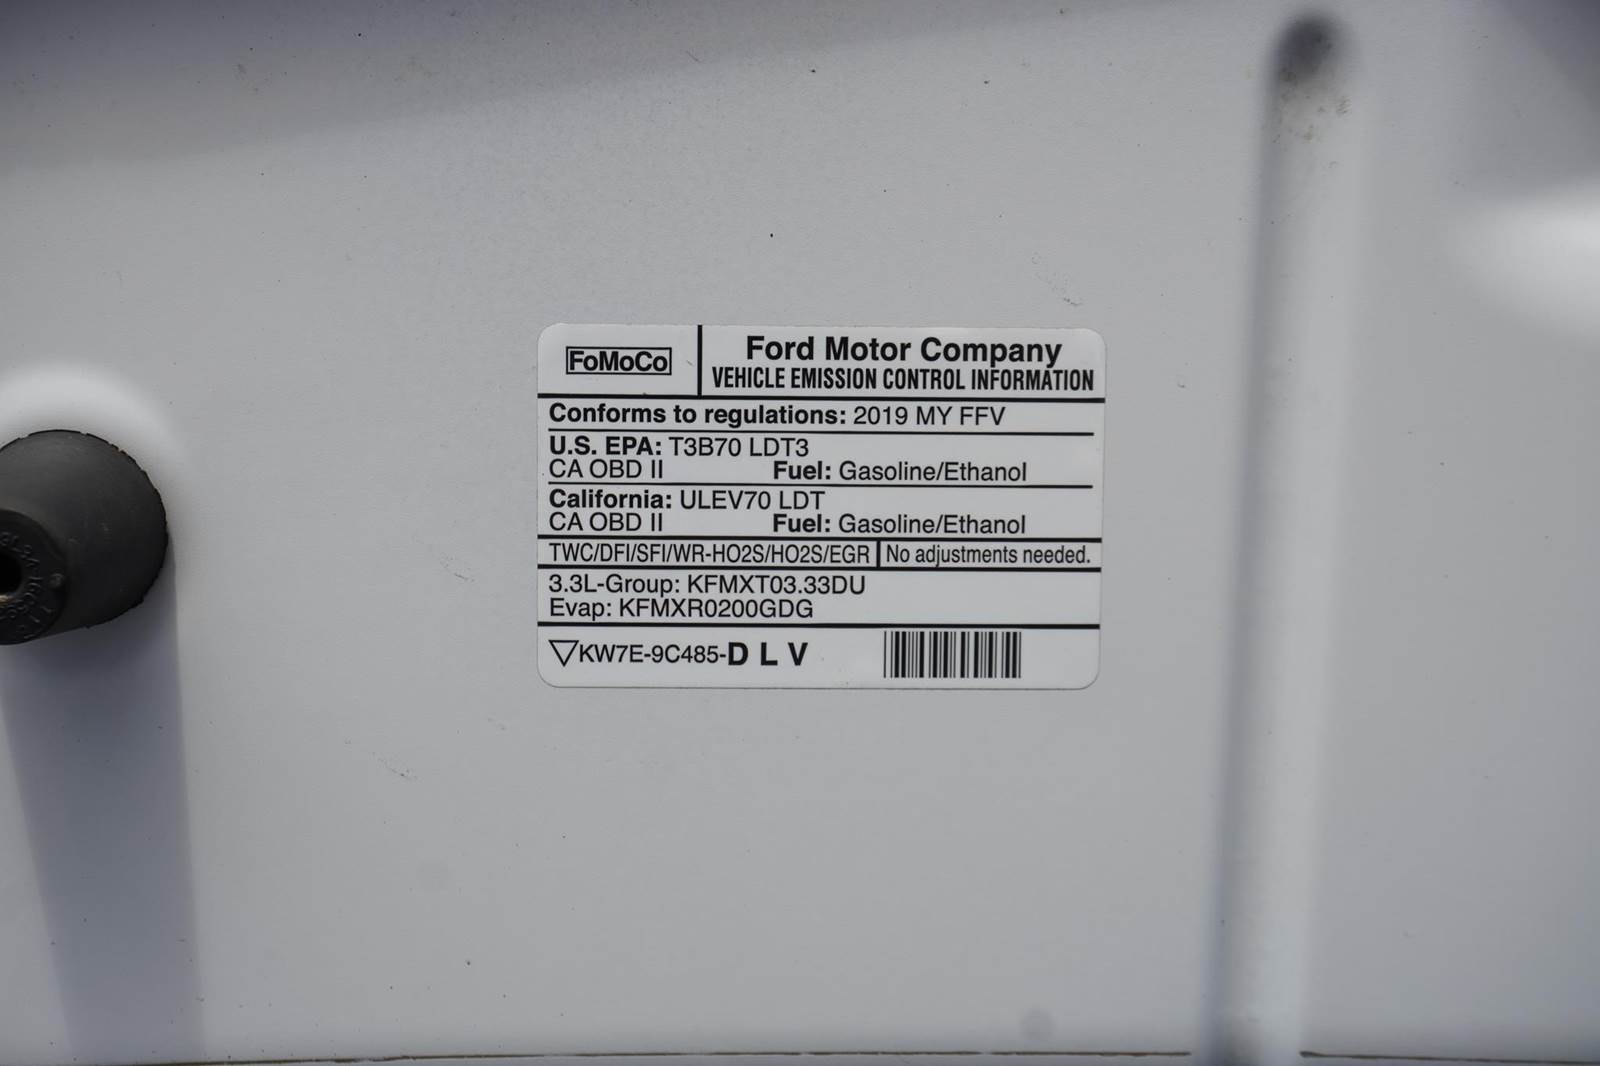 FoMoCo
Ford Motor Company
VEHICLE EMISSION CONTROL INFORMATION
Conforms to regulations: 2019 MY FFV
U.S. EPA: T3B70 LDT3
CA OBD II Fuel: Gasoline/Ethanol
California: ULEV70 LDT
CA OBD II Fuel: Gasoline/Ethanol
TWC/DFI/SFI/WR-HO2S/HO2S/EGR No adjustments needed.
3.3L-Group: KFMXT03.33DU
Evap: KFMXR0200GDG
KW7E-9C485-D L V